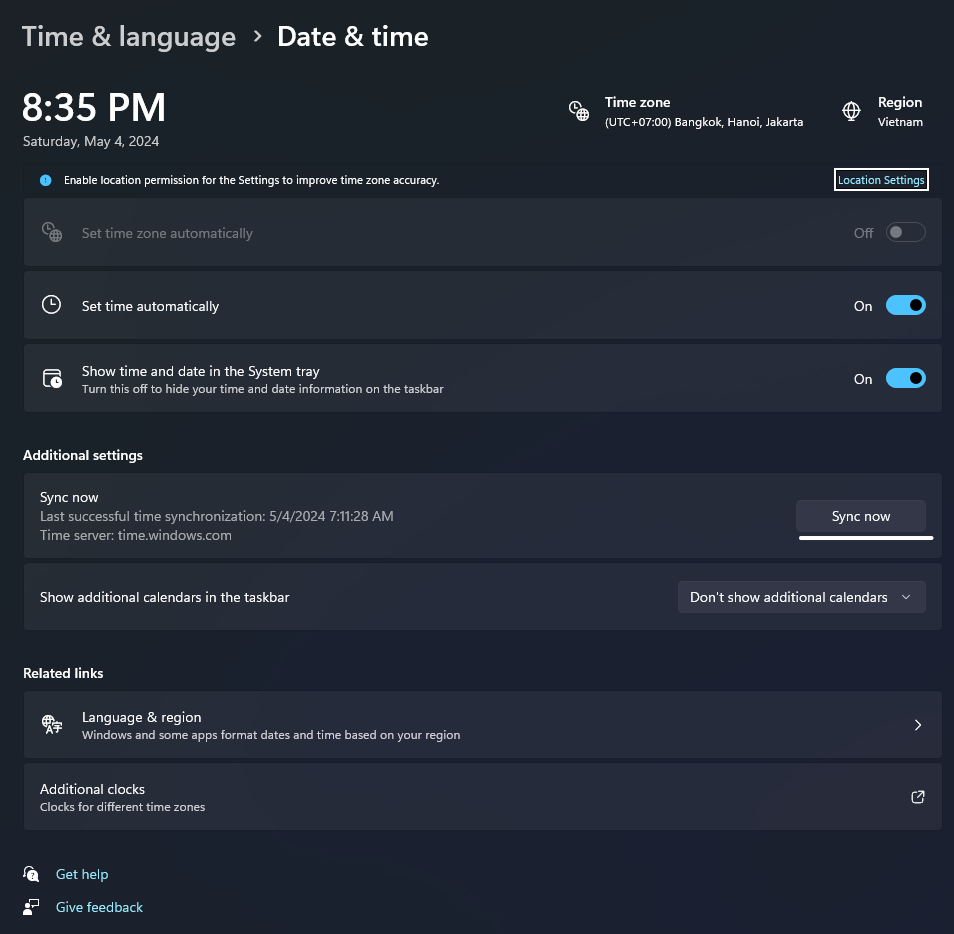 Time & language > Date & time
8:35 PM
Saturday, May 4, 2024
Time zone
(UTC+07:00) Bangkok, Hanoi, Jakarta
Region
Vietnam
Enable location permission for the Settings to improve time zone accuracy.
Location Settings
Set time zone automatically
Off
Set time automatically
On
Show time and date in the System tray
Turn this off to hide your time and date information on the taskbar
On
Additional settings
Sync now
Last successful time synchronization: 5/4/2024 7:11:28 AM
Time server: time.windows.com
Sync now
Show additional calendars in the taskbar
Don't show additional calendars
Related links
Language & region
Windows and some apps format dates and time based on your region
Additional clocks
Clocks for different time zones
Get help
Give feedback